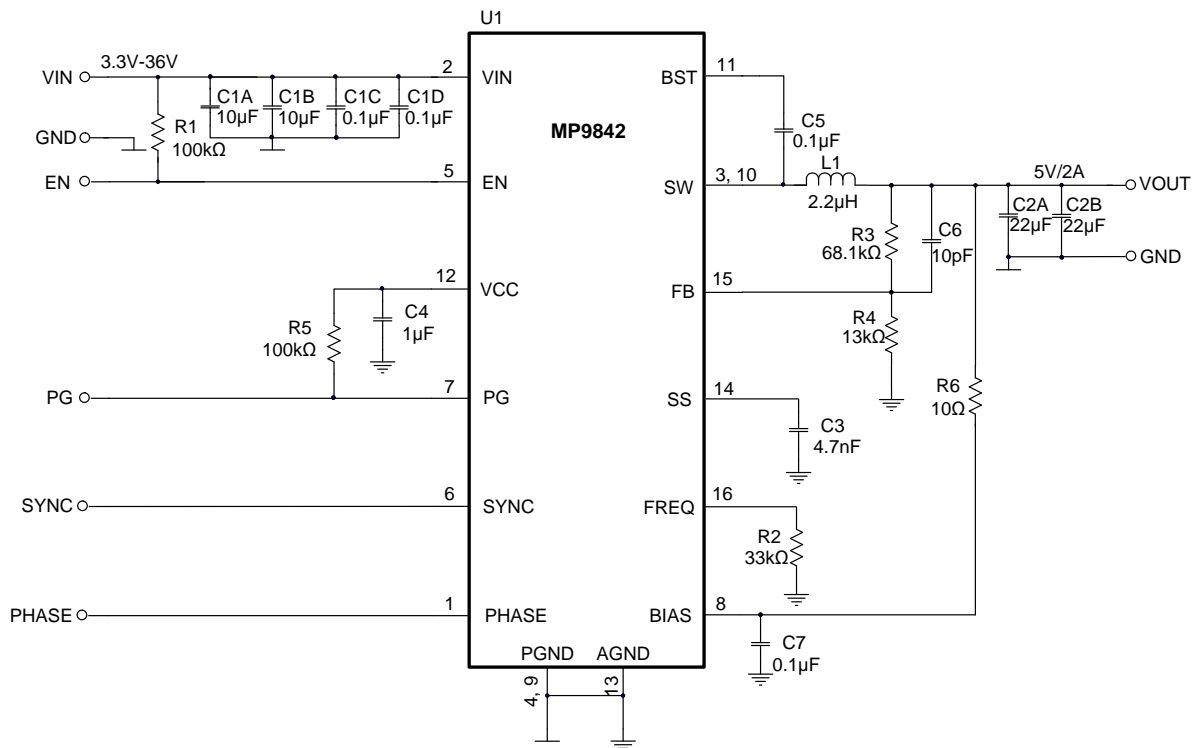 U1
3.3V-36V
VIN
2
VIN
BST
11
C1A
10µF
C1B
10µF
C1C
0.1µF
C1D
0.1µF
MP9842
C5
0.1µF
GND
R1
100kΩ
EN
5
EN
SW
3, 10
L1
2.2µH
5V/2A
VOUT
C2A
22µF
C2B
22µF
R3
68.1kΩ
C6
10pF
GND
12
VCC
FB
15
R5
100kΩ
C4
1µF
R4
13kΩ
PG
7
PG
SS
14
R6
10Ω
C3
4.7nF
SYNC
6
SYNC
FREQ
16
R2
33kΩ
PHASE
1
PHASE
BIAS
8
C7
0.1µF
PGND
AGND
4, 9
13